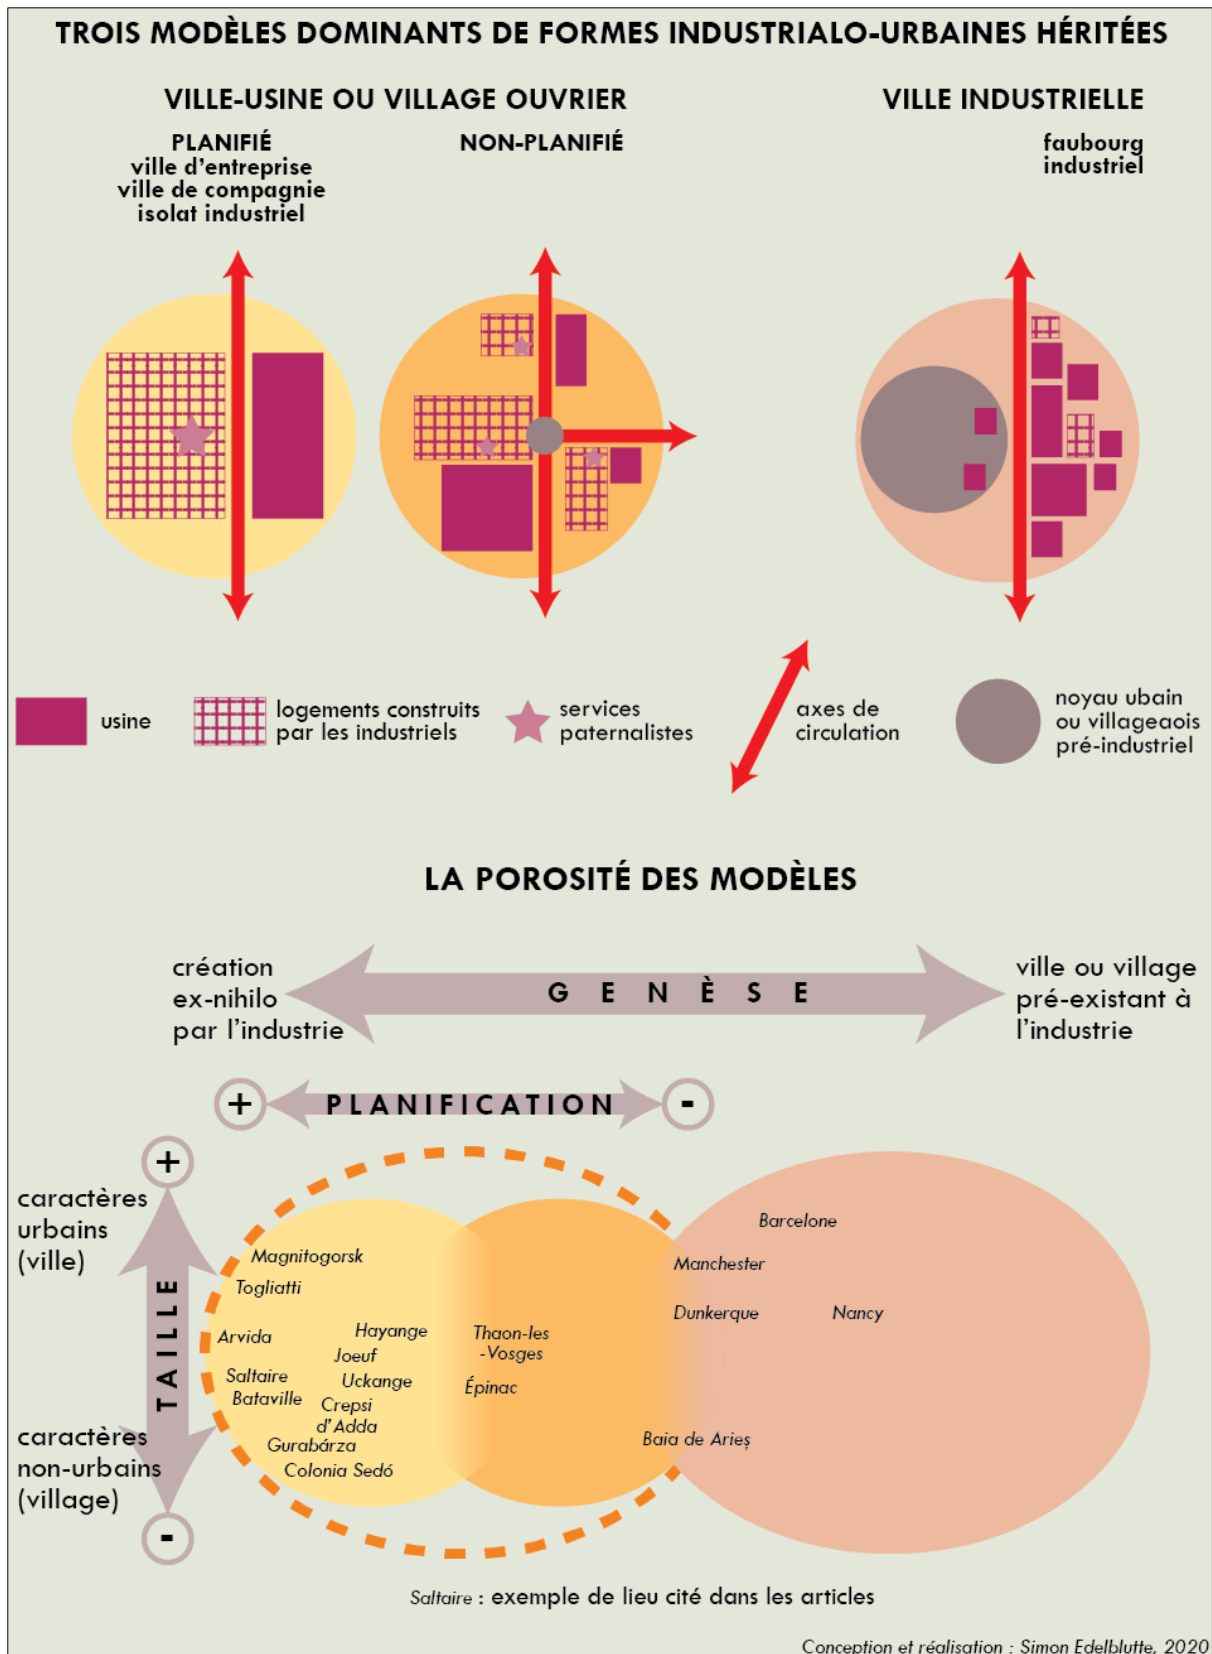 TROIS MODÈLES DOMINANTS DE FORMES INDUSTRIALO-URBAINES HÉRITÉES
VILLE-USINE OU VILLAGE OUVRIER
VILLE INDUSTRIELLE
PLANIFIÉ
ville d'entreprise
ville de compagnie
isolat industriel
NON-PLANIFIÉ
faubourg
industriel
usine
logements construits
par les industriels
services
paternalistes
axes de
circulation
noyau ubain
ou villageaois
pré-industriel
LA POROSITÉ DES MODÈLES
création
ex-nihilo
par l'industrie
GENÈSE
ville ou village
pré-existant à
l'industrie
+
PLANIFICATION
-
+
caractères
urbains
(ville)
TAILLE
caractères
non-urbains
(village)
-
Magnitogorsk
Togliatti
Arvida
Saltaire
Bataville
Hayange
Joeuf
Uckange
Crepsi
d'Adda
Gurabárza
Colonia Sedó
Thaon-les
-Vosges
Épinac
Barcelone
Manchester
Dunkerque
Nancy
Baia de Arieș
Saltaire : exemple de lieu cité dans les articles
Conception et réalisation : Simon Edelblutte, 2020